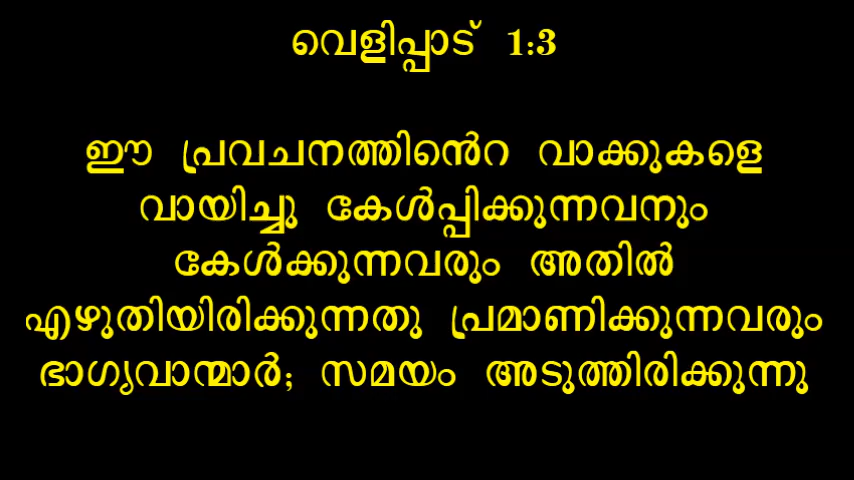 വെളിപ്പാട് 1:3
ഈ പ്രവചനത്തിൻെറ വാക്കുകളെ
വായിച്ചു കേൾപ്പിക്കുന്നവനും
കേൾക്കുന്നവരും അതിൽ
എഴുതിയിരിക്കുന്നതു പ്രമാണിക്കുന്നവരും
ഭാഗ്യവാന്മാർ; സമയം അടുത്തിരിക്കുന്നു